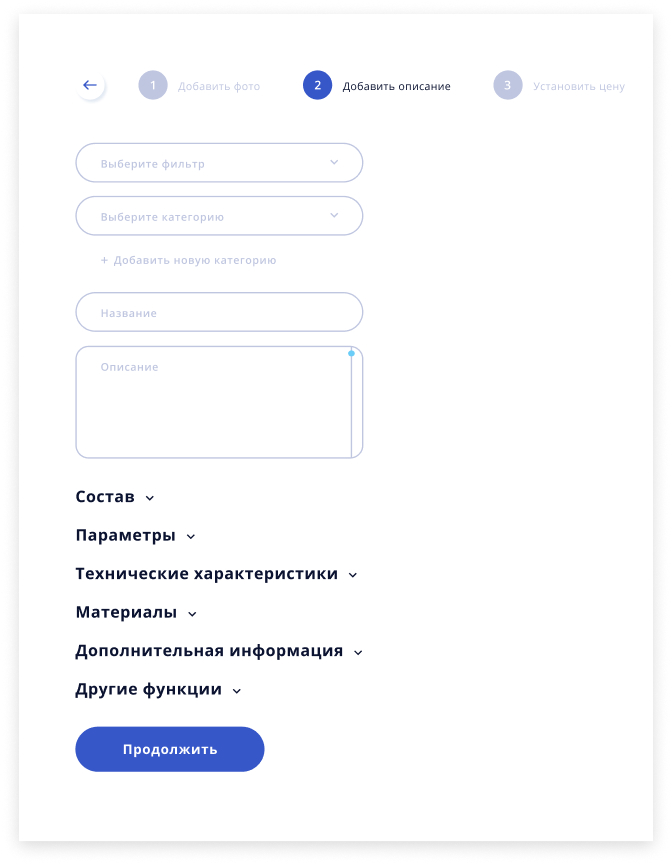 1 Добавить фото 2 Добавить описание 3 Установить цену
Выберите фильтр
Выберите категорию
+ Добавить новую категорию
Название
Описание
Состав
Параметры
Технические характеристики
Материалы
Дополнительная информация
Другие функции
Продолжить